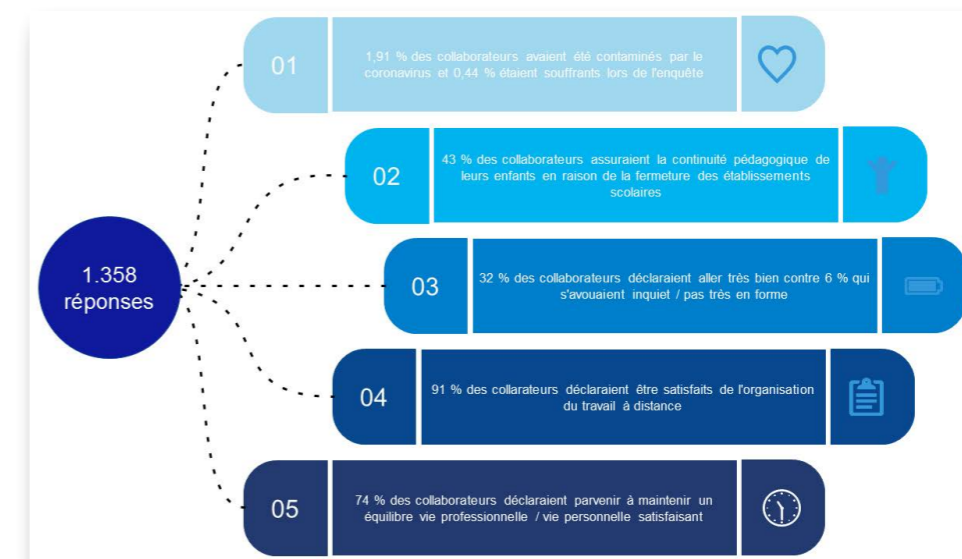 1.358
réponses
01
1,91 % des collaborateurs avaient été contaminés par le
coronavirus et 0,44 % étaient souffrants lors de l'enquête
02
43 % des collaborateurs assuraient la continuité pédagogique de
leurs enfants en raison de la fermeture des établissements
scolaires
03
32 % des collaborateurs déclaraient aller très bien contre 6 % qui
s'avouaient inquiet / pas très en forme
04
91 % des collarateurs déclaraient être satisfaits de l'organisation
du travail à distance
05
74 % des collaborateurs déclaraient parvenir à maintenir un
équilibre vie professionnelle / vie personnelle satisfaisant